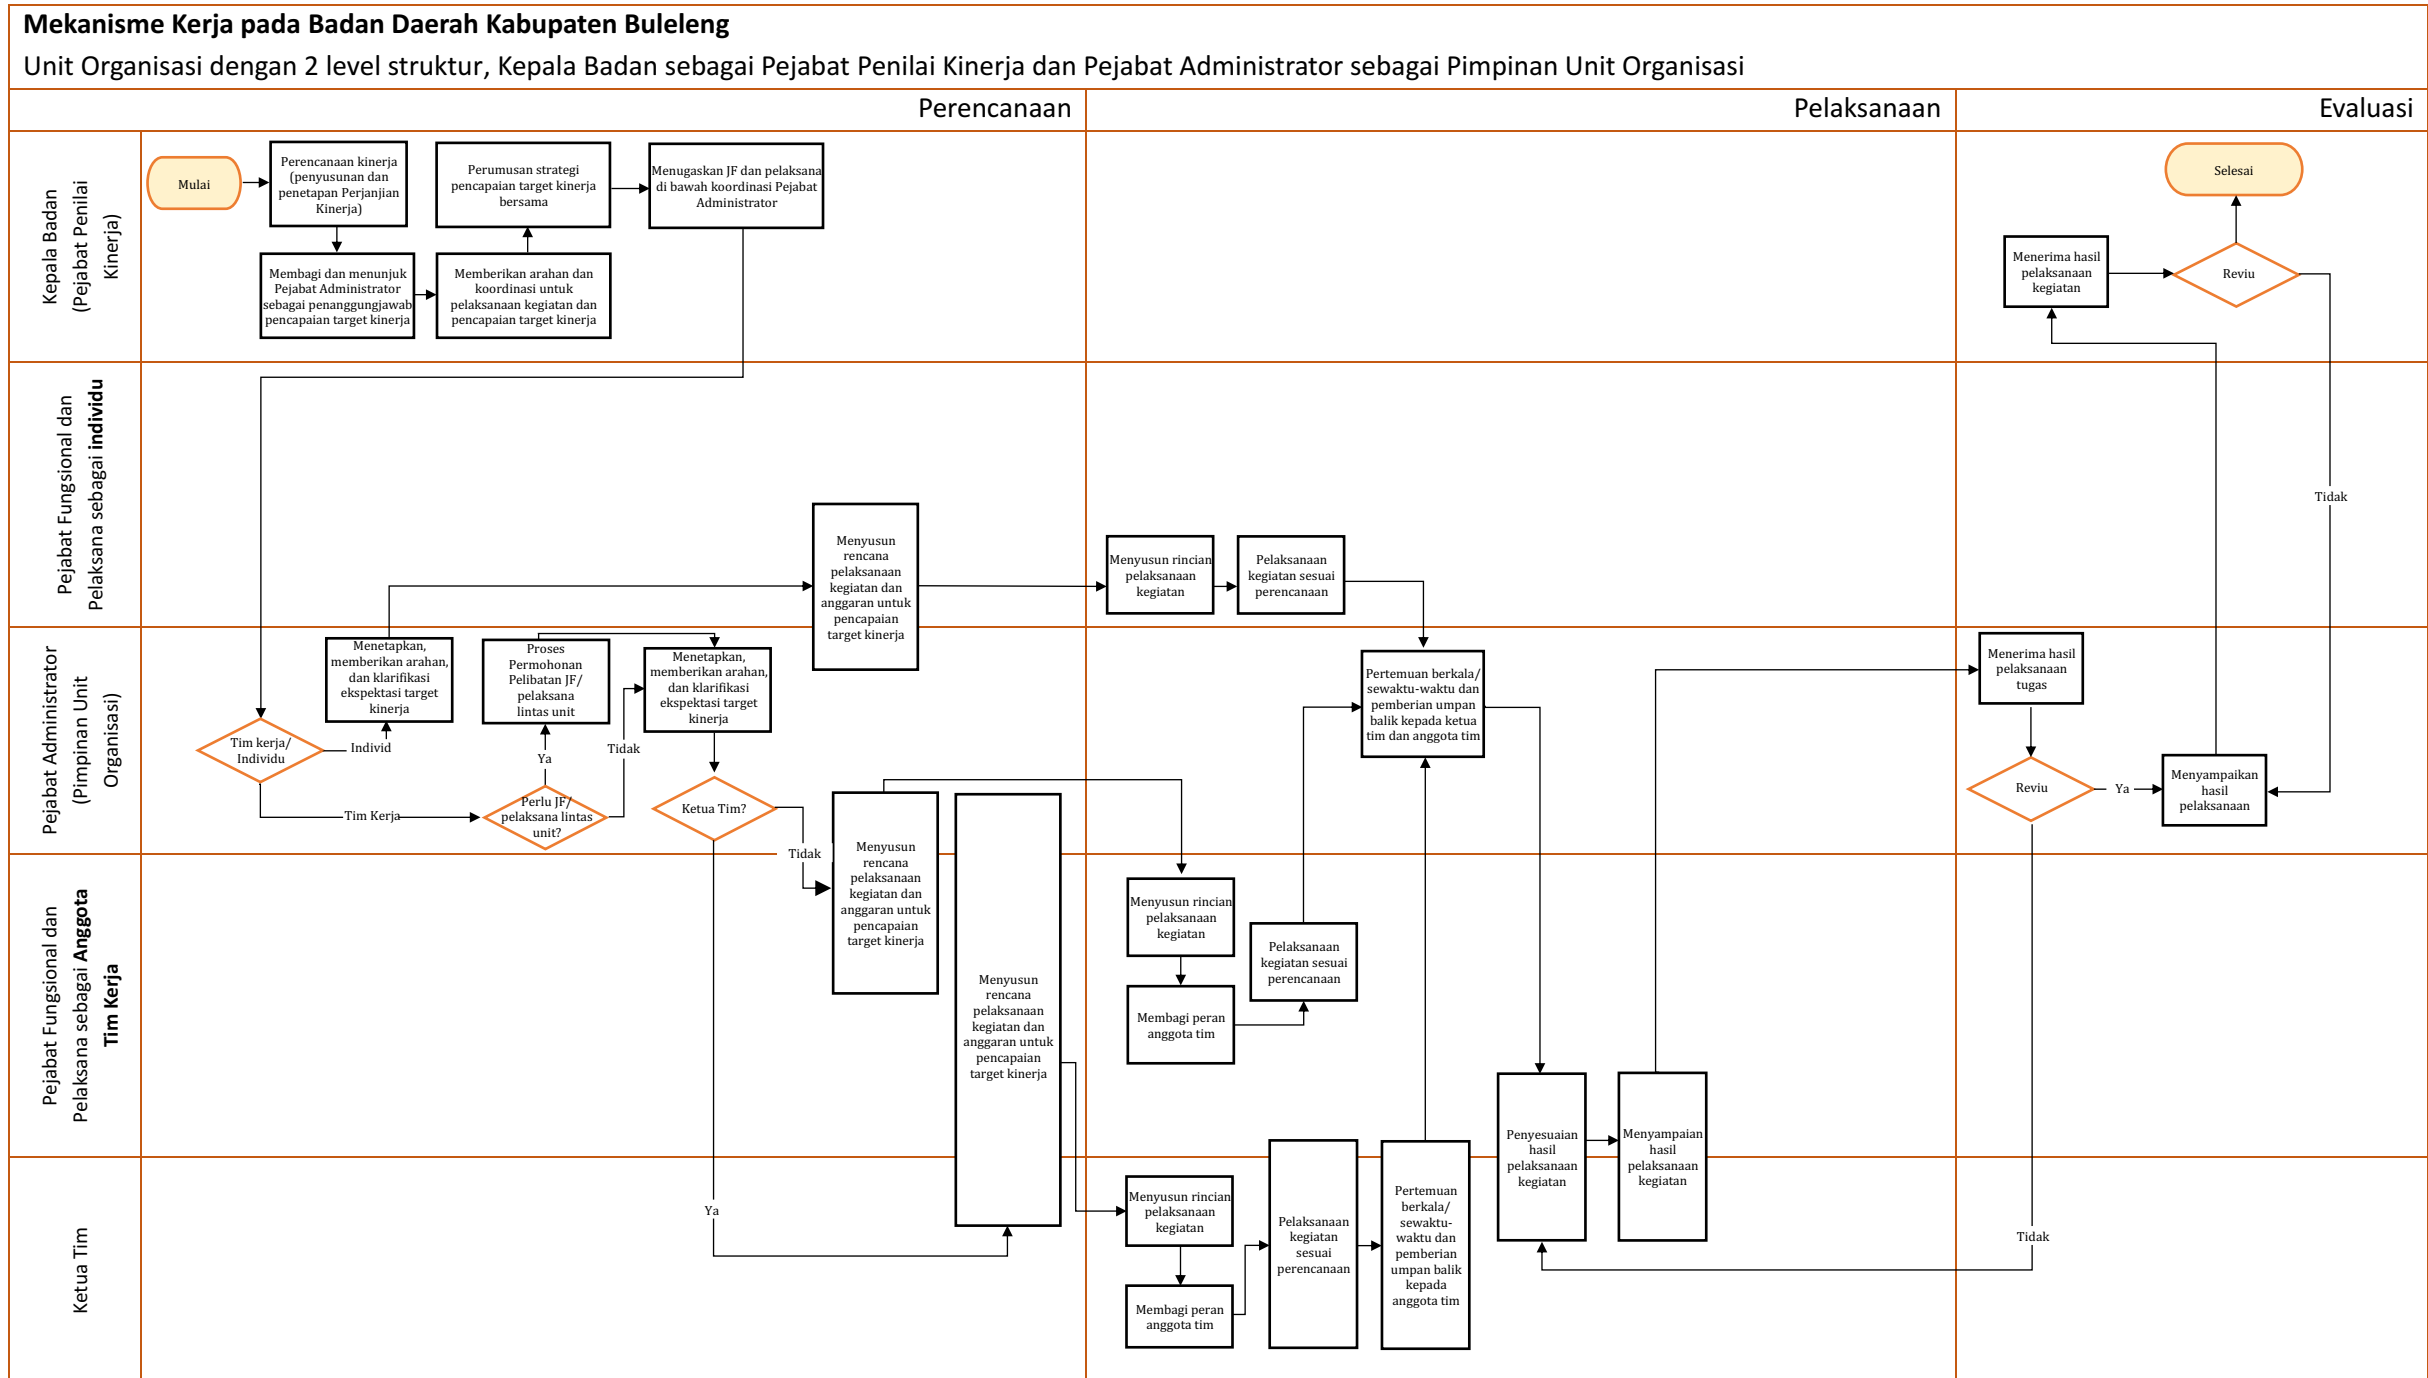 Mekanisme Kerja pada Badan Daerah Kabupaten Buleleng
Unit Organisasi dengan 2 level struktur, Kepala Badan sebagai Pejabat Penilai Kinerja dan Pejabat Administrator sebagai Pimpinan Unit Organisasi
Perencanaan
Pelaksanaan
Evaluasi
Kepala Badan
(Pejabat Penilai
Kinerja)
Mulai
Perencanaan kinerja
(penyusunan dan
penetapan Perjanjian
Kinerja)
Membagi dan menunjuk
Pejabat Administrator
sebagai penanggungjawab
pencapaian target kinerja
Memberikan arahan dan
koordinasi untuk
pelaksanaan kegiatan dan
pencapaian target kinerja
Perumusan strategi
pencapaian target kinerja
bersama
Menugaskan JF dan pelaksana
di bawah koordinasi Pejabat
Administrator
Menerima hasil
pelaksanaan
kegiatan
Reviu
Selesai
Tidak
Pejabat Fungsional dan
Pelaksana sebagai individu
Menyusun
rencana
pelaksanaan
kegiatan dan
anggaran untuk
pencapaian
target kinerja
Menyusun rincian
pelaksanaan
kegiatan
Pelaksanaan
kegiatan sesuai
perencanaan
Pejabat Administrator
(Pimpinan Unit
Organisasi)
Tim kerja/
Individu
Individ
Tim Kerja
Menetapkan,
memberikan arahan,
dan klarifikasi
ekspektasi target
kinerja
Proses
Permohonan
Pelibatan JF/
pelaksana
lintas unit
Ya
Perlu JF/
pelaksana lintas
unit?
Tidak
Menetapkan,
memberikan arahan,
dan klarifikasi
ekspektasi target
kinerja
Ketua Tim?
Tidak
Ya
Pertemuan berkala/
sewaktu-waktu dan
pemberian umpan
balik kepada ketua
tim dan anggota tim
Menerima hasil
pelaksanaan
tugas
Reviu
Ya
Menyampaikan
hasil
pelaksanaan
Tidak
Pejabat Fungsional dan
Pelaksana sebagai Anggota
Tim Kerja
Menyusun
rencana
pelaksanaan
kegiatan dan
anggaran untuk
pencapaian
target kinerja
Menyusun
rencana
pelaksanaan
kegiatan dan
anggaran untuk
pencapaian
target kinerja
Menyusun rincian
pelaksanaan
kegiatan
Membagi peran
anggota tim
Pelaksanaan
kegiatan sesuai
perencanaan
Penyesuaian
hasil
pelaksanaan
kegiatan
Menyampaian
hasil
pelaksanaan
kegiatan
Ketua Tim
Menyusun rincian
pelaksanaan
kegiatan
Membagi peran
anggota tim
Pelaksanaan
kegiatan
sesuai
perencanaan
Pertemuan
berkala/
sewaktu-
waktu dan
pemberian
umpan balik
kepada
anggota tim